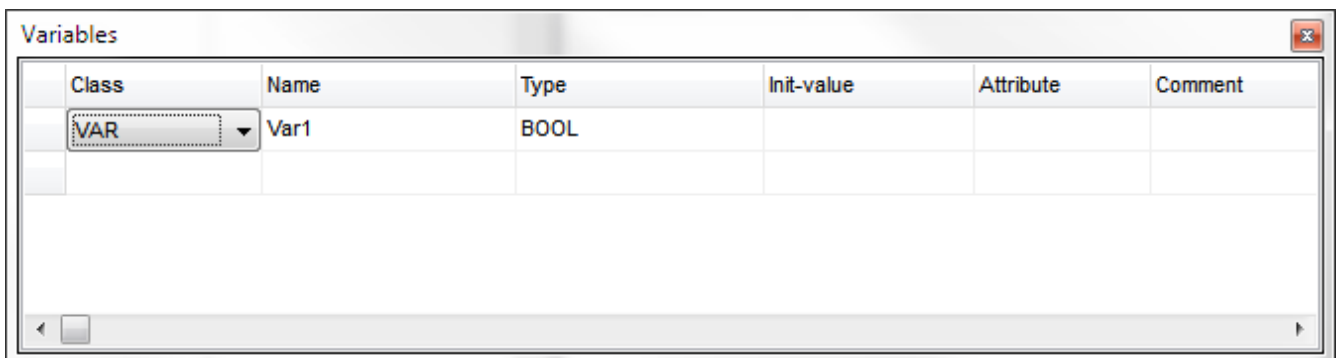 Variables
Class Name Type Init-value Attribute Comment
VAR Var1 BOOL